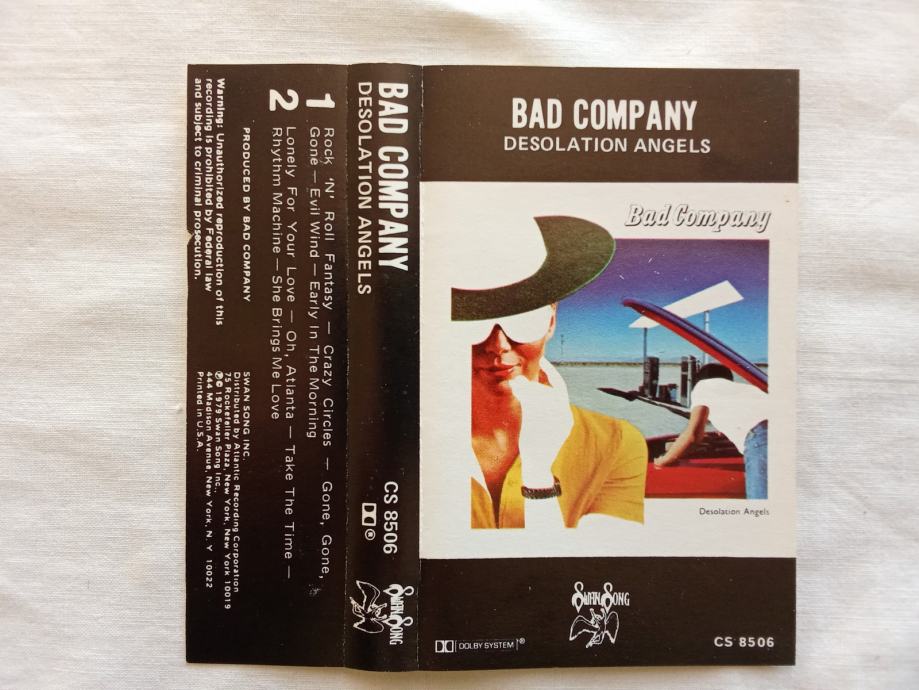 BAD COMPANY
DESOLATION ANGELS
Bad Company
Desolation Angels
SWAN SONG
DOLBY SYSTEM ®
CS 8506
BAD COMPANY
DESOLATION ANGELS
CS 8506
®
SWAN SONG
1 Rock 'N' Roll Fantasy — Crazy Circles — Gone, Gone,
Gone — Evil Wind — Early In The Morning
2 Lonely For Your Love — Oh, Atlanta — Take The Time —
Rhythm Machine — She Brings Me Love
PRODUCED BY BAD COMPANY
Warning: Unauthorized reproduction of this
recording is prohibited by Federal law
and subject to criminal prosecution.
SWAN SONG INC.
Distributed by Atlantic Recording Corporation
75 Rockefeller Plaza, New York, New York 10019
℗© 1979 Swan Song Inc.,
444 Madison Avenue, New York, N. Y 10022
Printed in U.S.A.